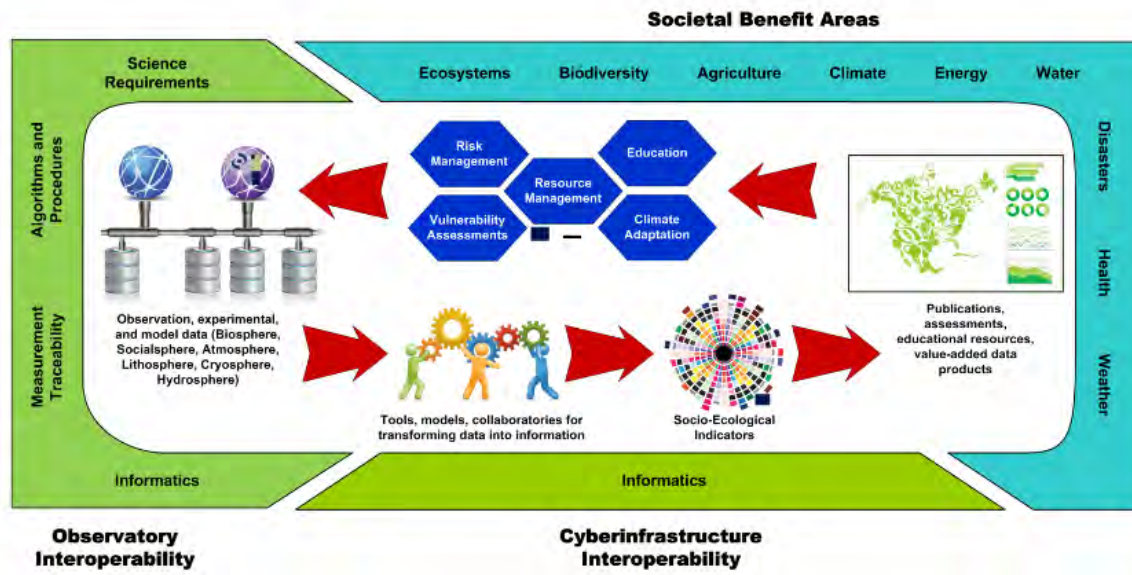 Societal Benefit Areas
Science
Requirements
Ecosystems
Biodiversity
Agriculture
Climate
Energy
Water
Algorithms and
Procedures
Measurement
Traceability
Disasters
Health
Weather
Risk
Management
Education
Resource
Management
Vulnerability
Assessments
Climate
Adaptation
Observation, experimental,
and model data (Biosphere,
Socialsphere, Atmosphere,
Lithosphere, Cryosphere,
Hydrosphere)
Tools, models, collaboratories for
transforming data into information
Socio-Ecological
Indicators
Publications,
assessments,
educational resources,
value-added data
products
Informatics
Informatics
Observatory
Interoperability
Cyberinfrastructure
Interoperability